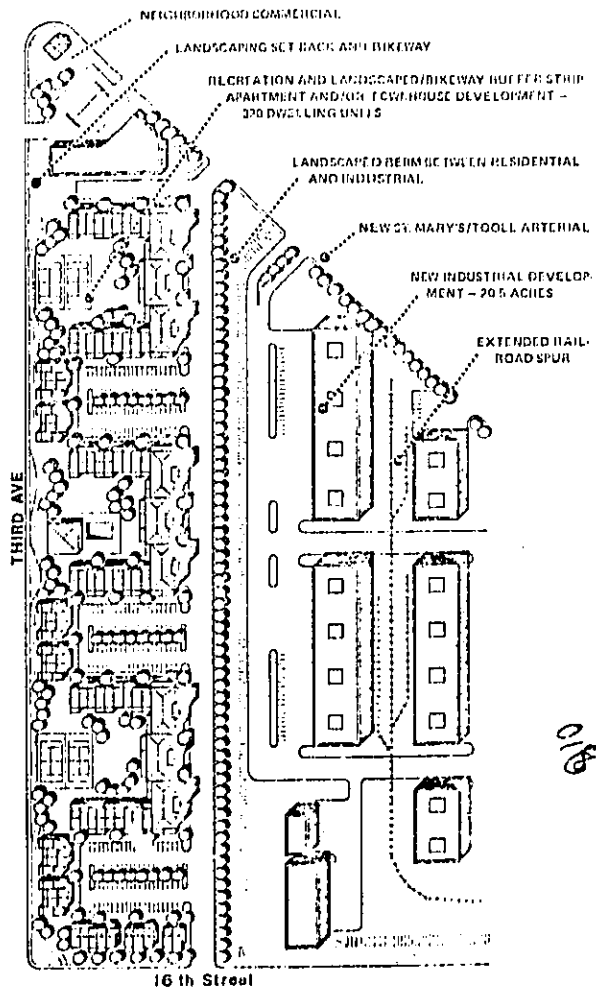 NEIGHBORHOOD COMMERCIAL
LANDSCAPING SET BACK AND BIKEWAY
RECREATION AND LANDSCAPED/BIKEWAY BUFFER STRIP
APARTMENT AND/OR TOWNHOUSE DEVELOPMENT –
320 DWELLING UNITS
LANDSCAPED BERM BETWEEN RESIDENTIAL
AND INDUSTRIAL
NEW ST. MARY'S/TOOLE ARTERIAL
NEW INDUSTRIAL DEVELOP-
MENT – 20.5 ACRES
EXTENDED RAIL-
ROAD SPUR
THIRD AVE
16th Street